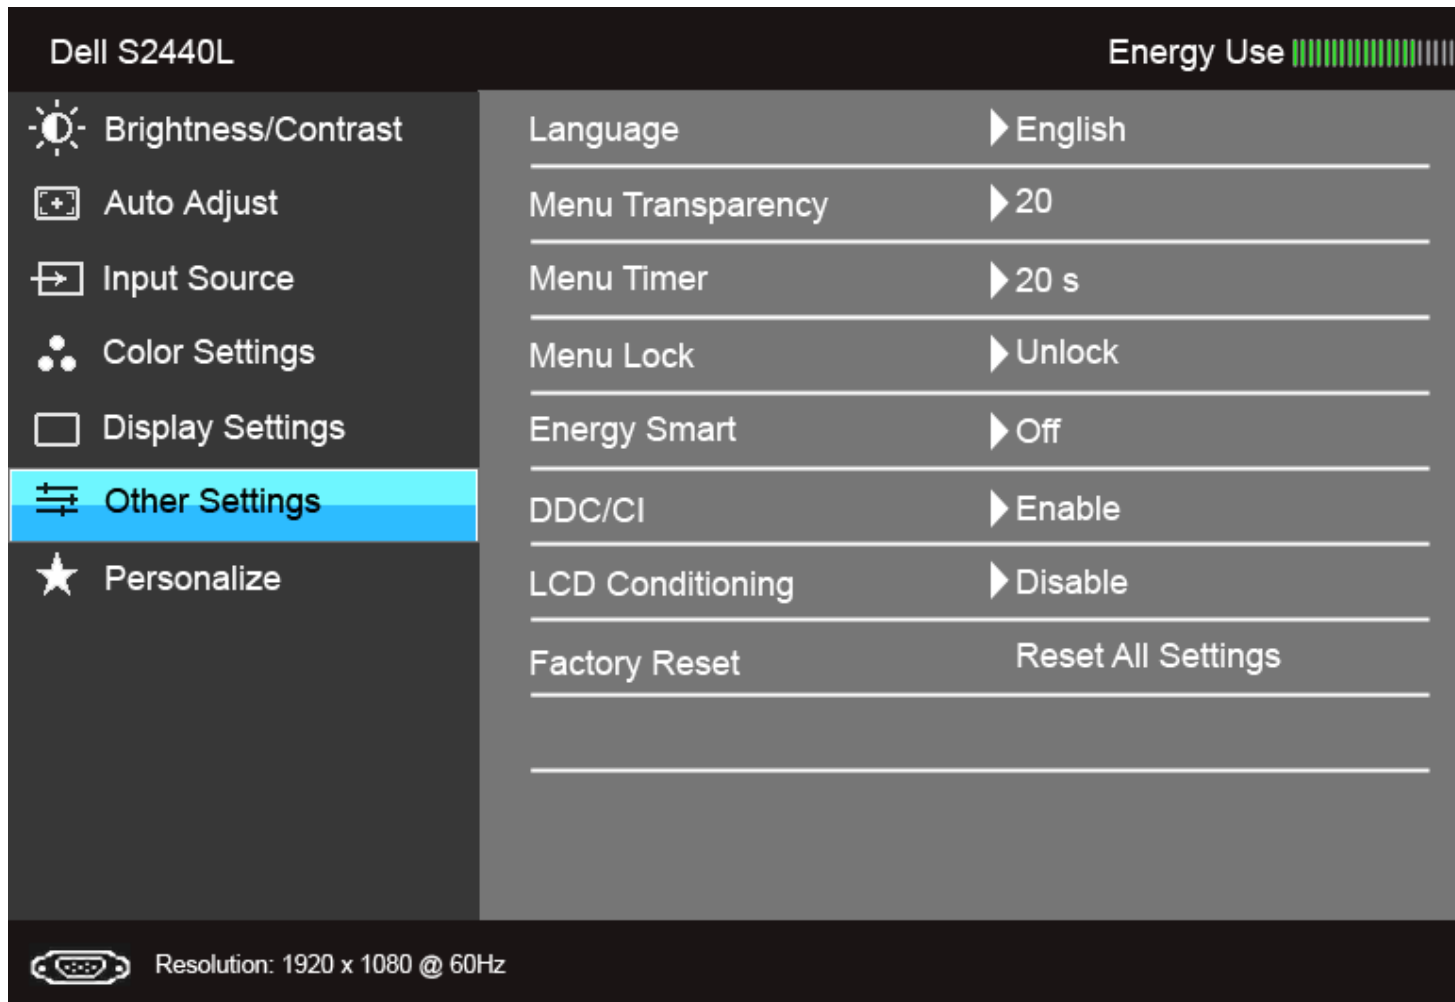 Dell S2440L Energy Use
Brightness/Contrast
Auto Adjust
Input Source
Color Settings
Display Settings
Other Settings
Personalize
Language English
Menu Transparency 20
Menu Timer 20 s
Menu Lock Unlock
Energy Smart Off
DDC/CI Enable
LCD Conditioning Disable
Factory Reset Reset All Settings
Resolution: 1920 x 1080 @ 60Hz